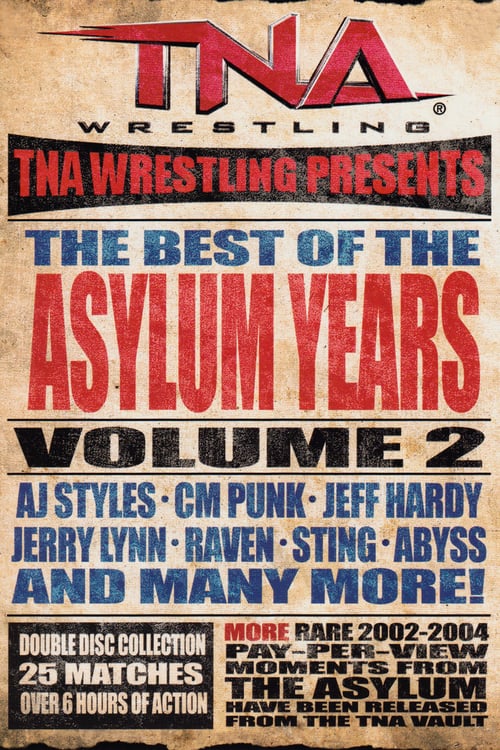 TNA®
WRESTLING
TNA WRESTLING PRESENTS
THE BEST OF THE
ASYLUM YEARS
VOLUME 2
AJ STYLES · CM PUNK · JEFF HARDY
JERRY LYNN · RAVEN · STING · ABYSS
AND MANY MORE!
DOUBLE DISC COLLECTION
25 MATCHES
OVER 6 HOURS OF ACTION
MORE RARE 2002-2004
PAY-PER-VIEW
MOMENTS FROM
THE ASYLUM
HAVE BEEN RELEASED
FROM THE TNA VAULT